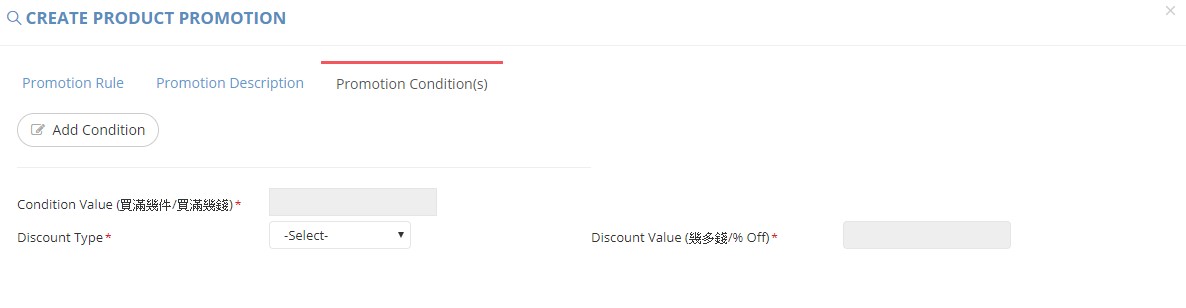 CREATE PRODUCT PROMOTION
Promotion Rule Promotion Description Promotion Condition(s)
Add Condition
Condition Value (買滿幾件/買滿幾錢)*
Discount Type* -Select- Discount Value (幾多錢/% Off)*